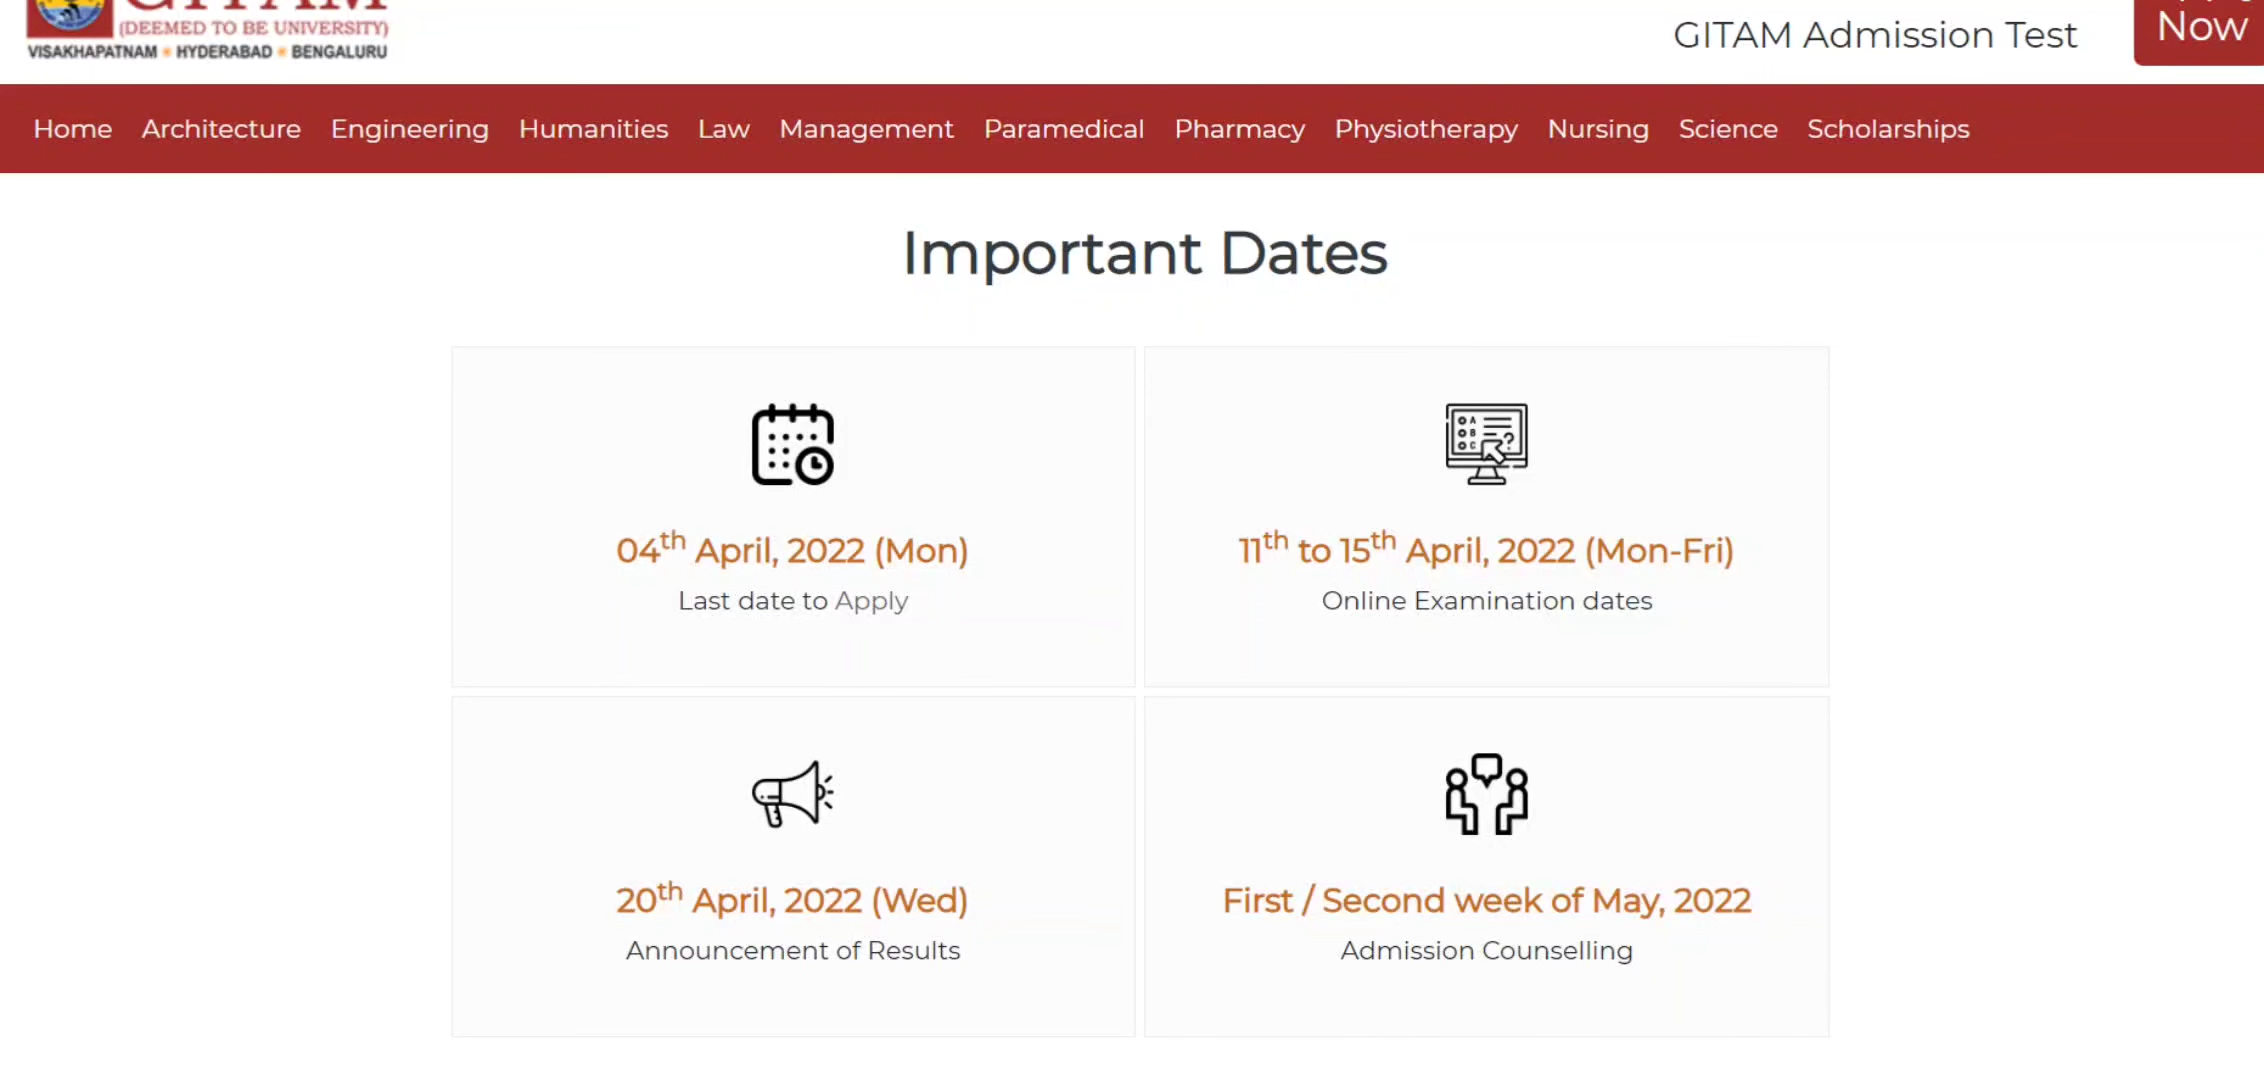 GITAM
(DEEMED TO BE UNIVERSITY)
VISAKHAPATNAM HYDERABAD BENGALURU
GITAM Admission Test
Now
Home Architecture Engineering Humanities Law Management Paramedical Pharmacy Physiotherapy Nursing Science Scholarships
Important Dates
04th April, 2022 (Mon)
Last date to Apply
11th to 15th April, 2022 (Mon-Fri)
Online Examination dates
20th April, 2022 (Wed)
Announcement of Results
First / Second week of May, 2022
Admission Counselling